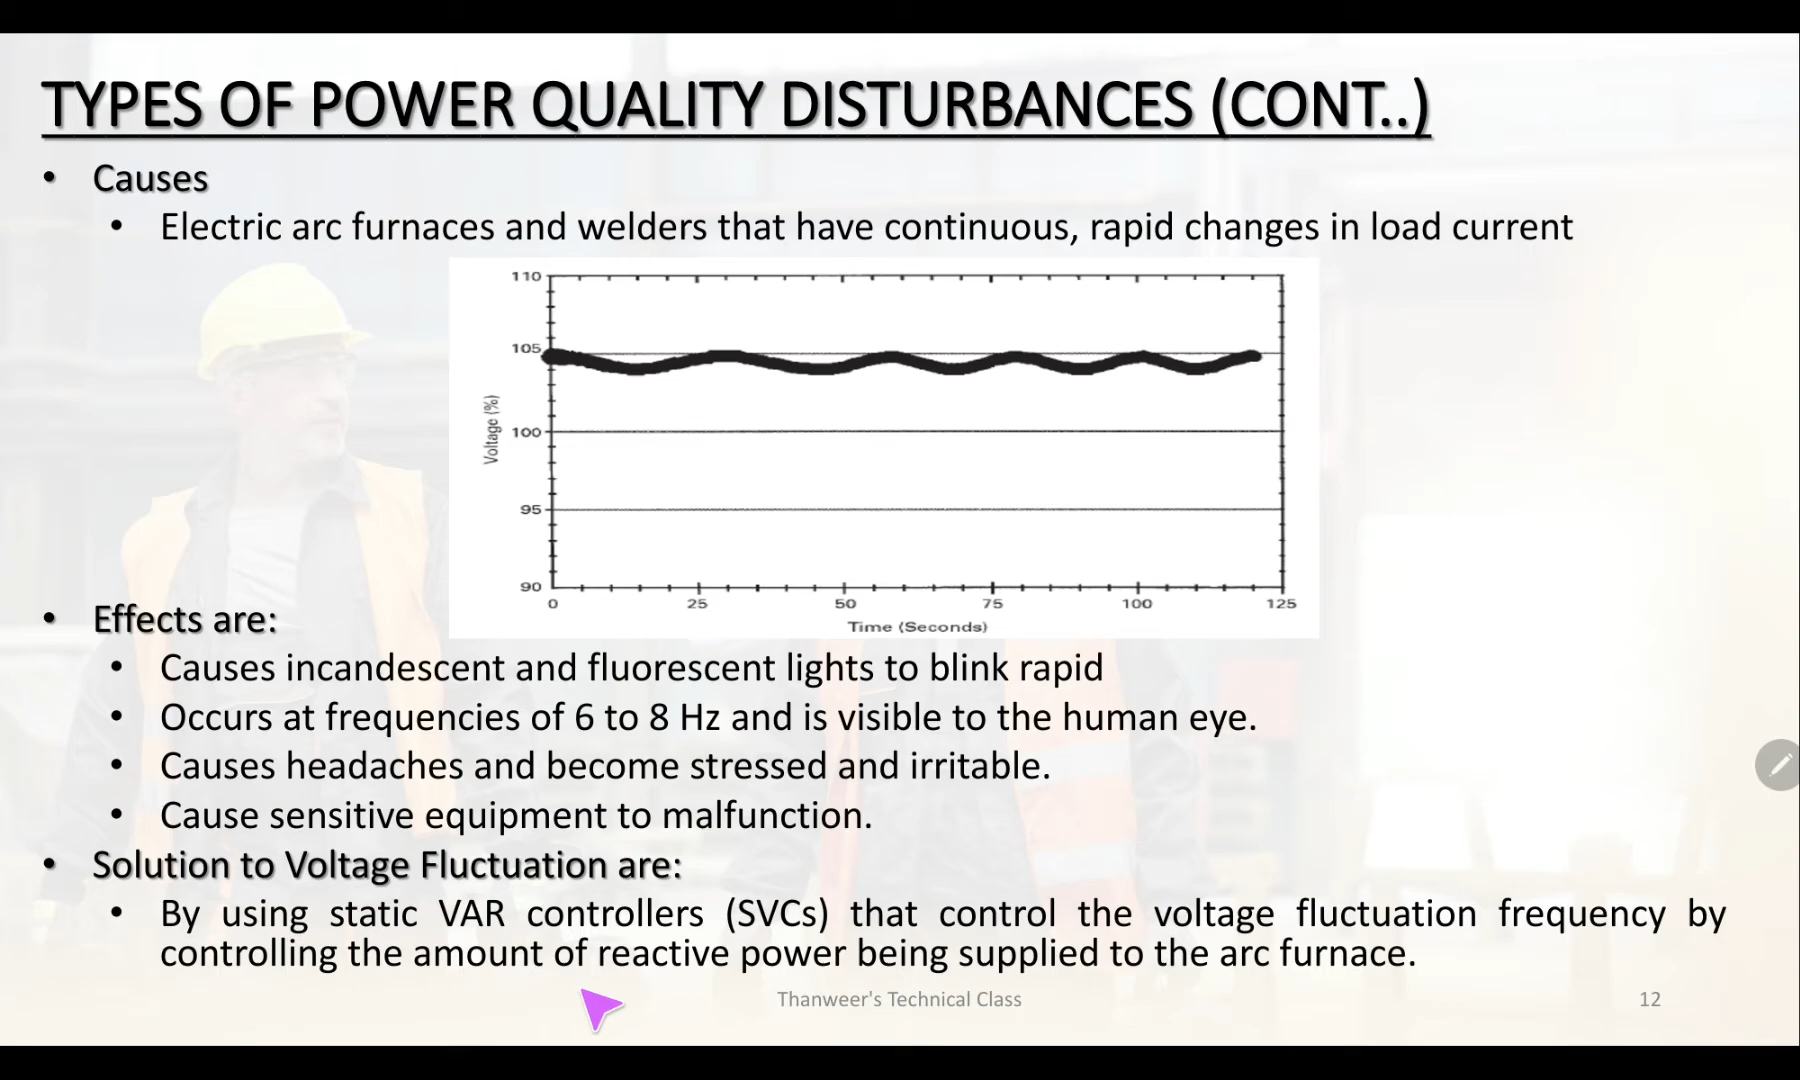 TYPES OF POWER QUALITY DISTURBANCES (CONT..)
• Causes
• Electric arc furnaces and welders that have continuous, rapid changes in load current
110
105
100
95
90
Voltage (%)
0 25 50 75 100 125
Time (Seconds)
• Effects are:
• Causes incandescent and fluorescent lights to blink rapid
• Occurs at frequencies of 6 to 8 Hz and is visible to the human eye.
• Causes headaches and become stressed and irritable.
• Cause sensitive equipment to malfunction.
• Solution to Voltage Fluctuation are:
• By using static VAR controllers (SVCs) that control the voltage fluctuation frequency by
controlling the amount of reactive power being supplied to the arc furnace.
Thanweer's Technical Class
12